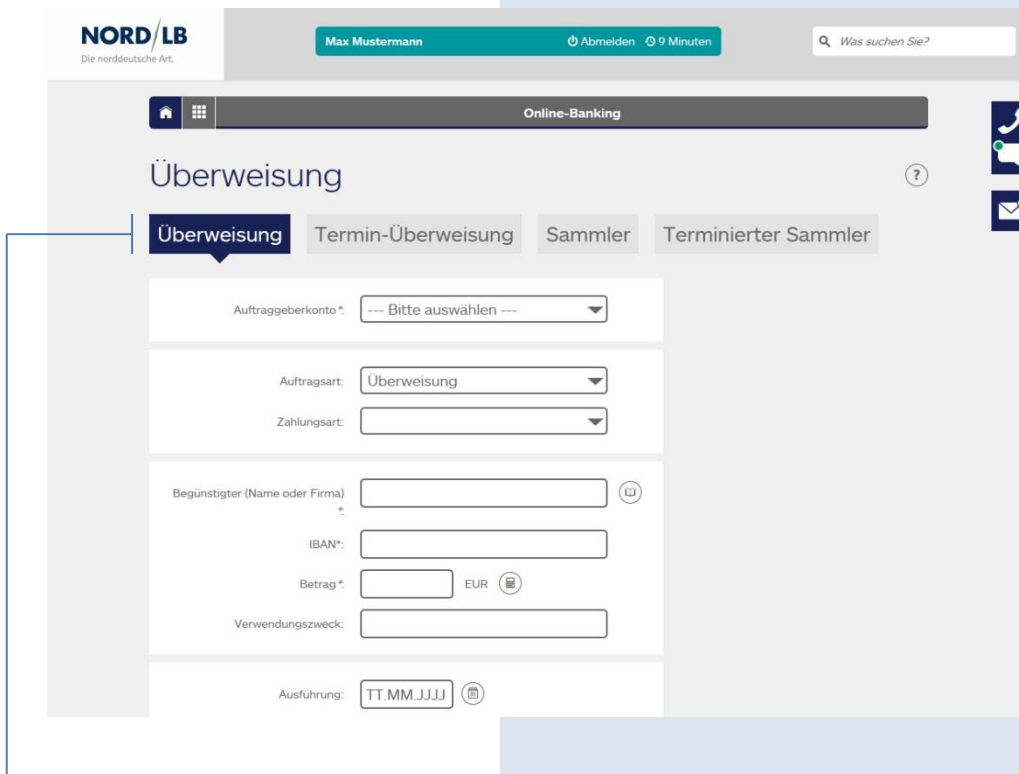 NORD/LB
Die norddeutsche Art.
Max Mustermann Abmelden 9 Minuten
Was suchen Sie?
Online-Banking
Überweisung
?
Überweisung Termin-Überweisung Sammler Terminierter Sammler
Auftraggeberkonto*: --- Bitte auswählen ---
Auftragsart: Überweisung
Zahlungsart:
Begünstigter (Name oder Firma)
*:
IBAN*:
Betrag*: EUR
Verwendungszweck:
Ausführung: TT.MM.JJJJ